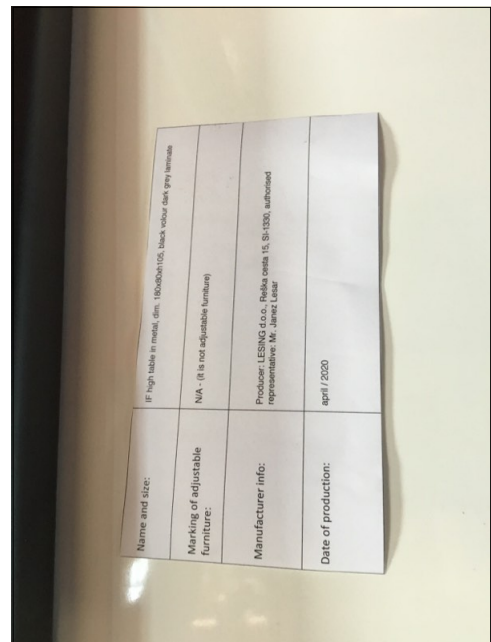 Name and size:
IF high table in metal, dim. 180x80xh105, black volour dark grey laminate
Marking of adjustable
furniture:
N/A - (it is not adjustable furniture)
Manufacturer info:
Producer: LESING d.o.o., Reška cesta 15, SI-1330, authorised
representative: Mr. Janez Lesar
Date of production:
april / 2020